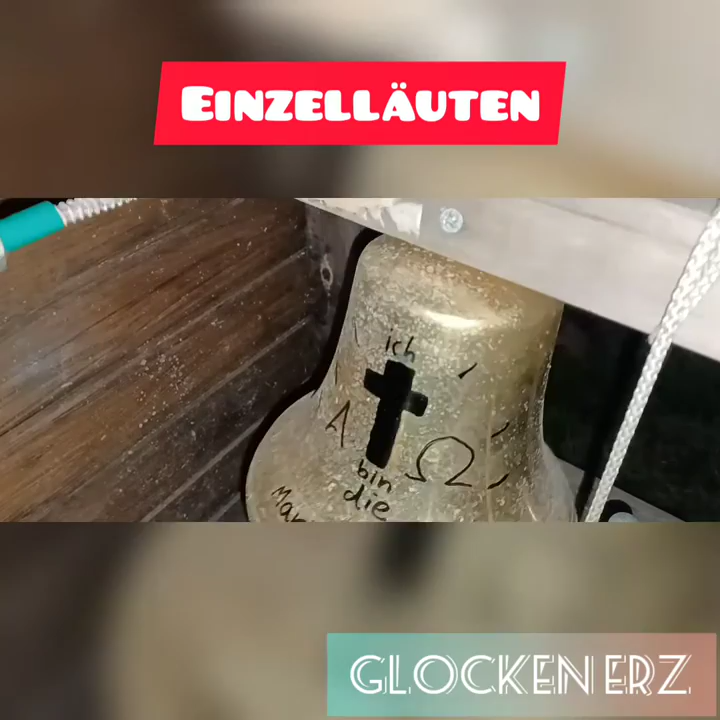 EINZELLÄUTEN
ich
A Ω
bin
die
GLOCKEN ERZ